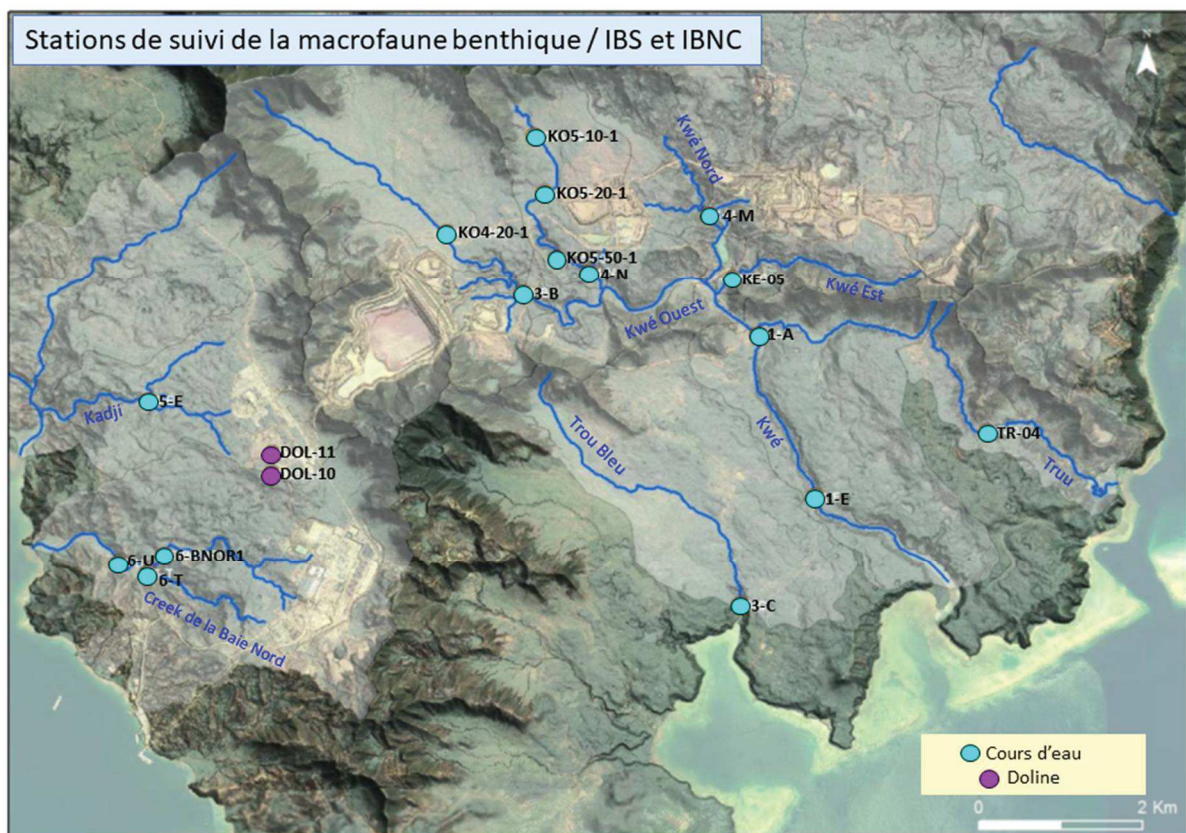 Stations de suivi de la macrofaune benthique / IBS et IBNC
N
KO5-10-1
Kwé Nord
KO5-20-1
4-M
KO4-20-1
KO5-50-1
4-N
KE-05
3-B
Kwé Est
Kwé Ouest
1-A
5-E
Kadji
Trou Bleu
Kwé
TR-04
DOL-11
DOL-10
Truu
1-E
6-BNOR1
6-U
6-T
Creek de la Baie Nord
3-C
Cours d'eau
Doline
0 2 Km